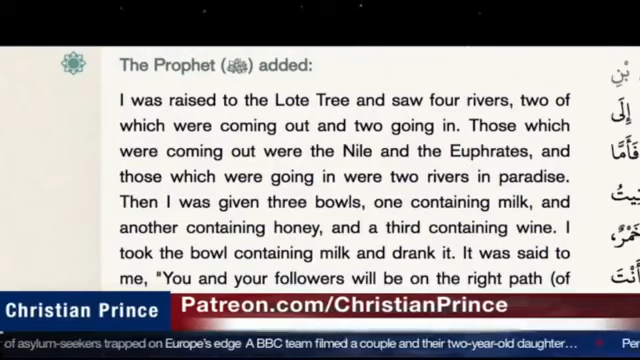 The Prophet (ﷺ) added:
I was raised to the Lote Tree and saw four rivers, two of
which were coming out and two going in. Those which
were coming out were the Nile and the Euphrates, and
those which were going in were two rivers in paradise.
Then I was given three bowls, one containing milk, and
another containing honey, and a third containing wine. I
took the bowl containing milk and drank it. It was said to
me, "You and your followers will be on the right path (of
بْنِ
إِلَى
فَأَمَّا
خَمْرٌ،
أَنْتَ
Christian Prince
Patreon.com/ChristianPrince
of asylum-seekers trapped on Europe's edge A BBC team filmed a couple and their two-year-old daughter…
Pe